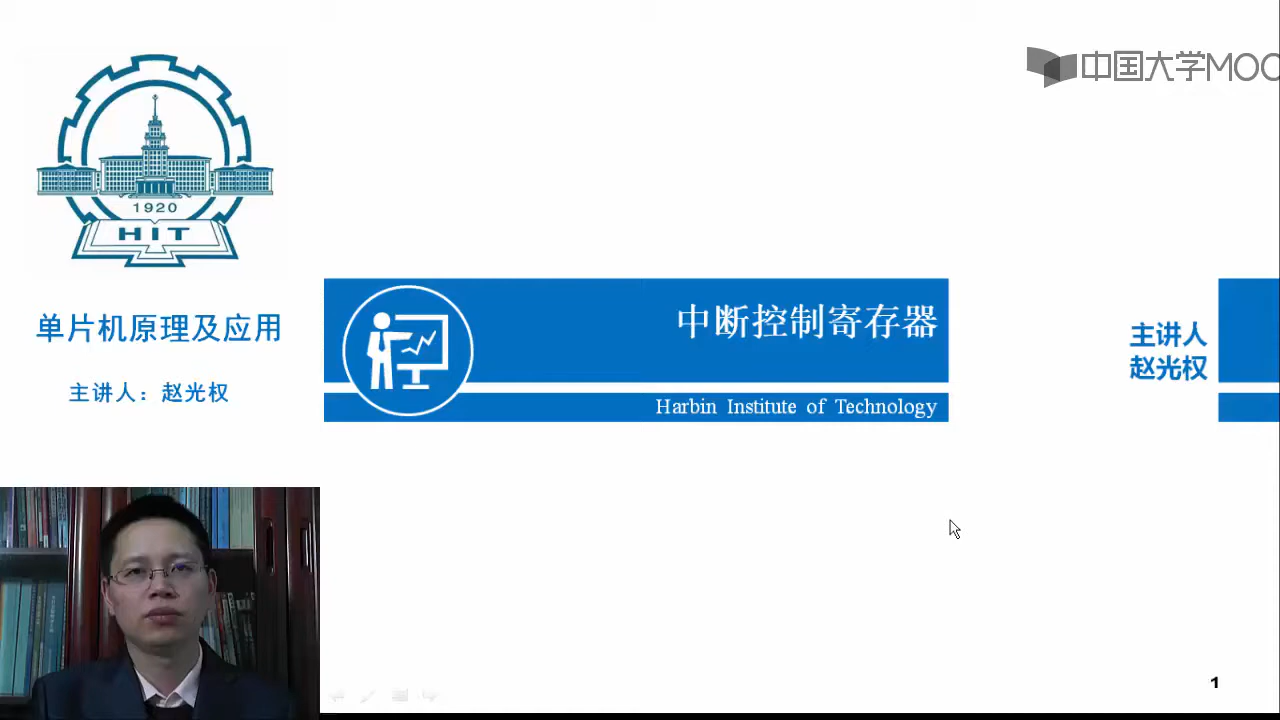 中国大学MOO
1920
HIT
单片机原理及应用
主讲人：赵光权
中断控制寄存器
Harbin Institute of Technology
主讲人
赵光权
1